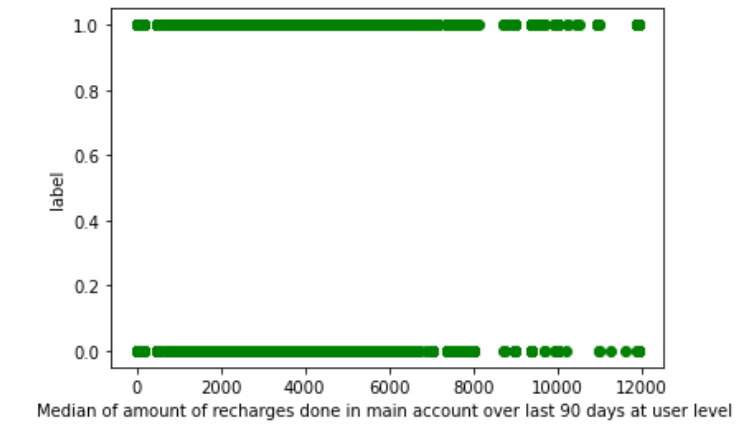 1.0
0.8
0.6
0.4
0.2
0.0
label
0 2000 4000 6000 8000 10000 12000
Median of amount of recharges done in main account over last 90 days at user level